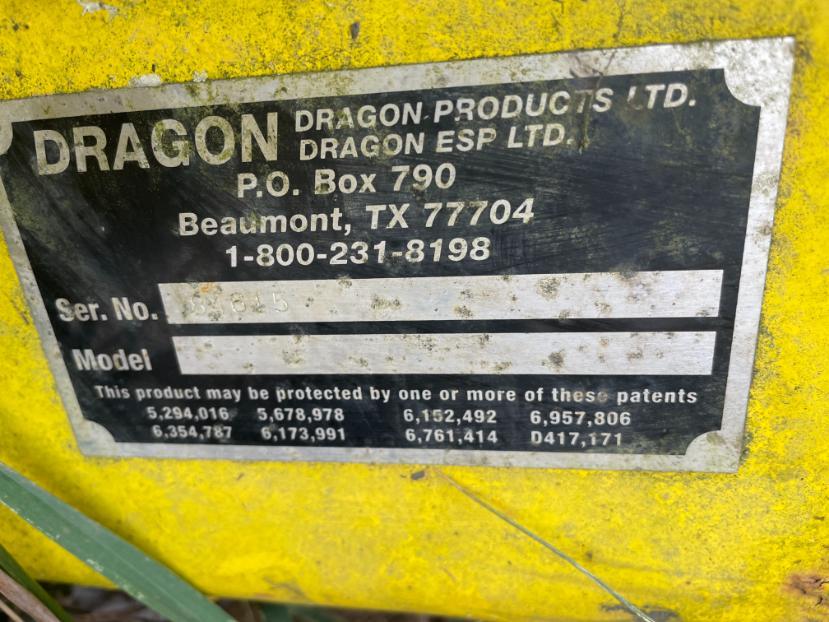 DRAGON DRAGON PRODUCTS LTD.
DRAGON ESP LTD.
P.O. Box 790
Beaumont, TX 77704
1-800-231-8198
Ser. No.
Model
This product may be protected by one or more of these patents
5,294,016 5,678,978 6,152,492 6,957,806
6,354,787 6,173,991 6,761,414 D417,171